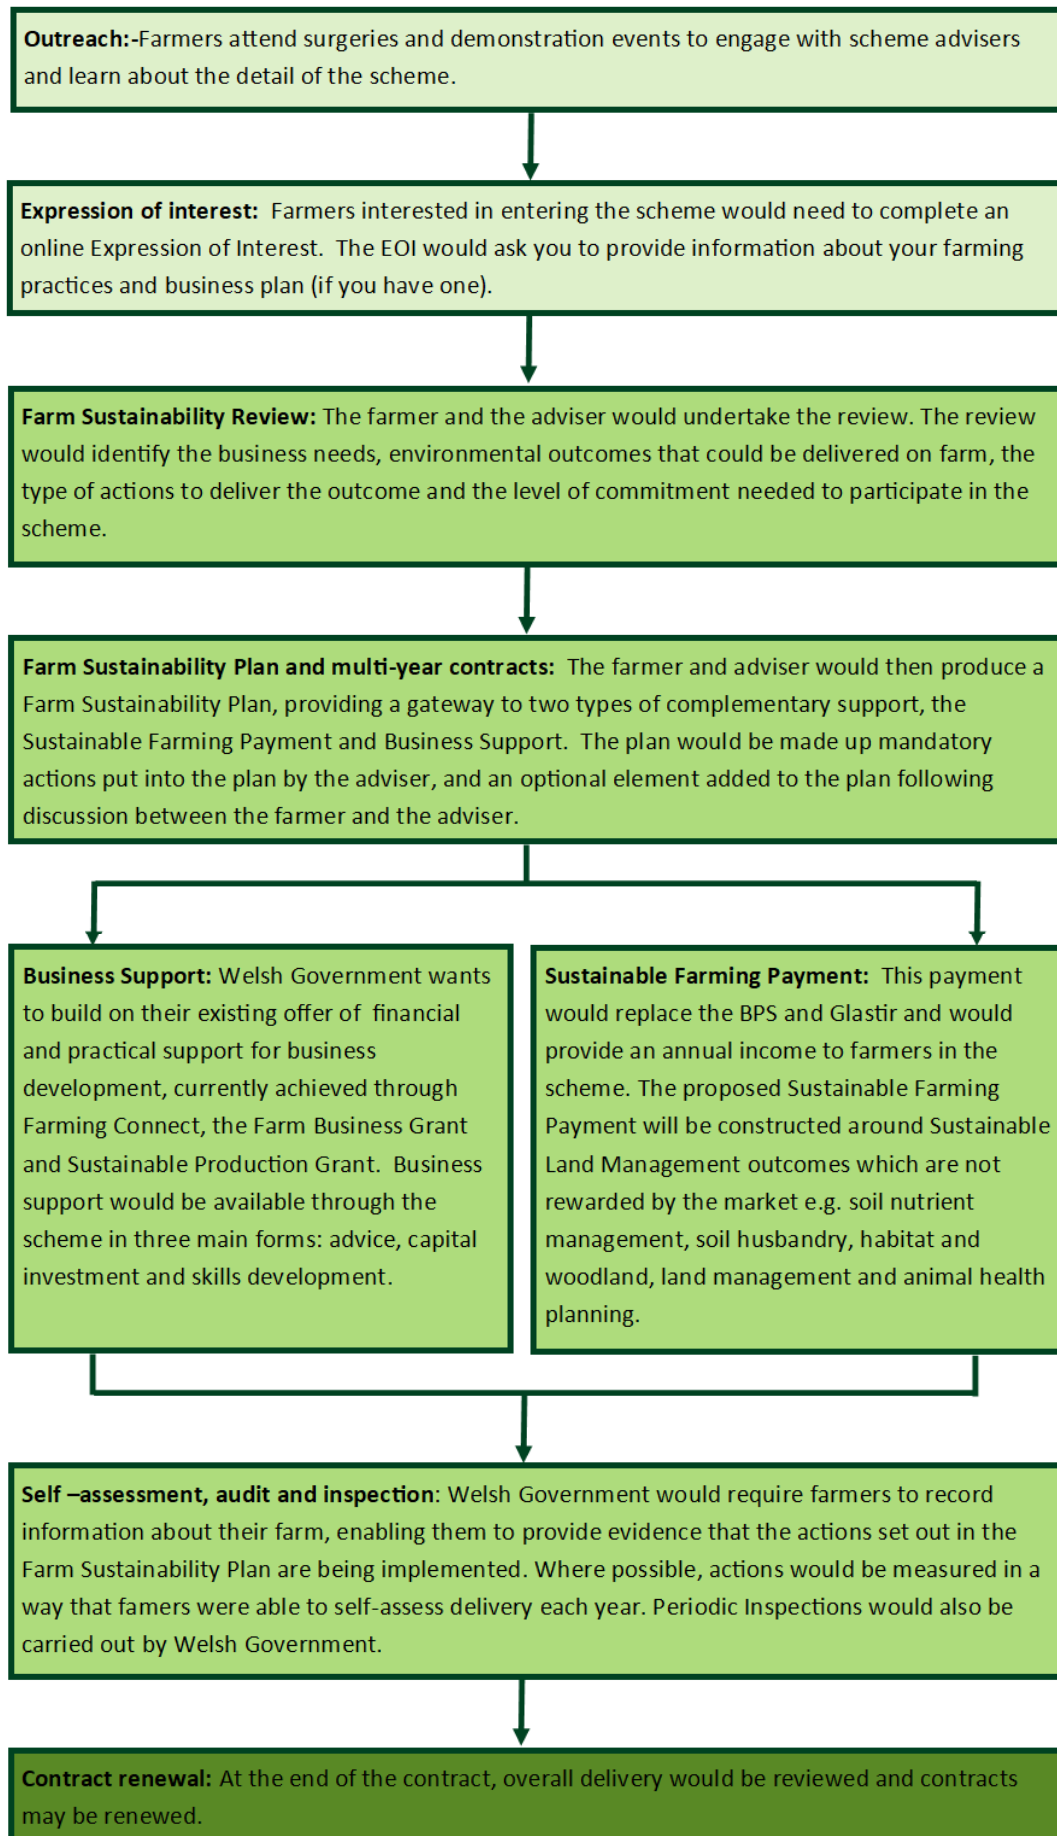 Outreach:-Farmers attend surgeries and demonstration events to engage with scheme advisers
and learn about the detail of the scheme.
Expression of interest:  Farmers interested in entering the scheme would need to complete an
online Expression of Interest.  The EOI would ask you to provide information about your farming
practices and business plan (if you have one).
Farm Sustainability Review: The farmer and the adviser would undertake the review. The review
would identify the business needs, environmental outcomes that could be delivered on farm, the
type of actions to deliver the outcome and the level of commitment needed to participate in the
scheme.
Farm Sustainability Plan and multi-year contracts:  The farmer and adviser would then produce a
Farm Sustainability Plan, providing a gateway to two types of complementary support, the
Sustainable Farming Payment and Business Support.  The plan would be made up mandatory
actions put into the plan by the adviser, and an optional element added to the plan following
discussion between the farmer and the adviser.
Business Support: Welsh Government wants
to build on their existing offer of  financial
and practical support for business
development, currently achieved through
Farming Connect, the Farm Business Grant
and Sustainable Production Grant.  Business
support would be available through the
scheme in three main forms: advice, capital
investment and skills development.
Sustainable Farming Payment:  This payment
would replace the BPS and Glastir and would
provide an annual income to farmers in the
scheme. The proposed Sustainable Farming
Payment will be constructed around Sustainable
Land Management outcomes which are not
rewarded by the market e.g. soil nutrient
management, soil husbandry, habitat and
woodland, land management and animal health
planning.
Self –assessment, audit and inspection: Welsh Government would require farmers to record
information about their farm, enabling them to provide evidence that the actions set out in the
Farm Sustainability Plan are being implemented. Where possible, actions would be measured in a
way that famers were able to self-assess delivery each year. Periodic Inspections would also be
carried out by Welsh Government.
Contract renewal: At the end of the contract, overall delivery would be reviewed and contracts
may be renewed.